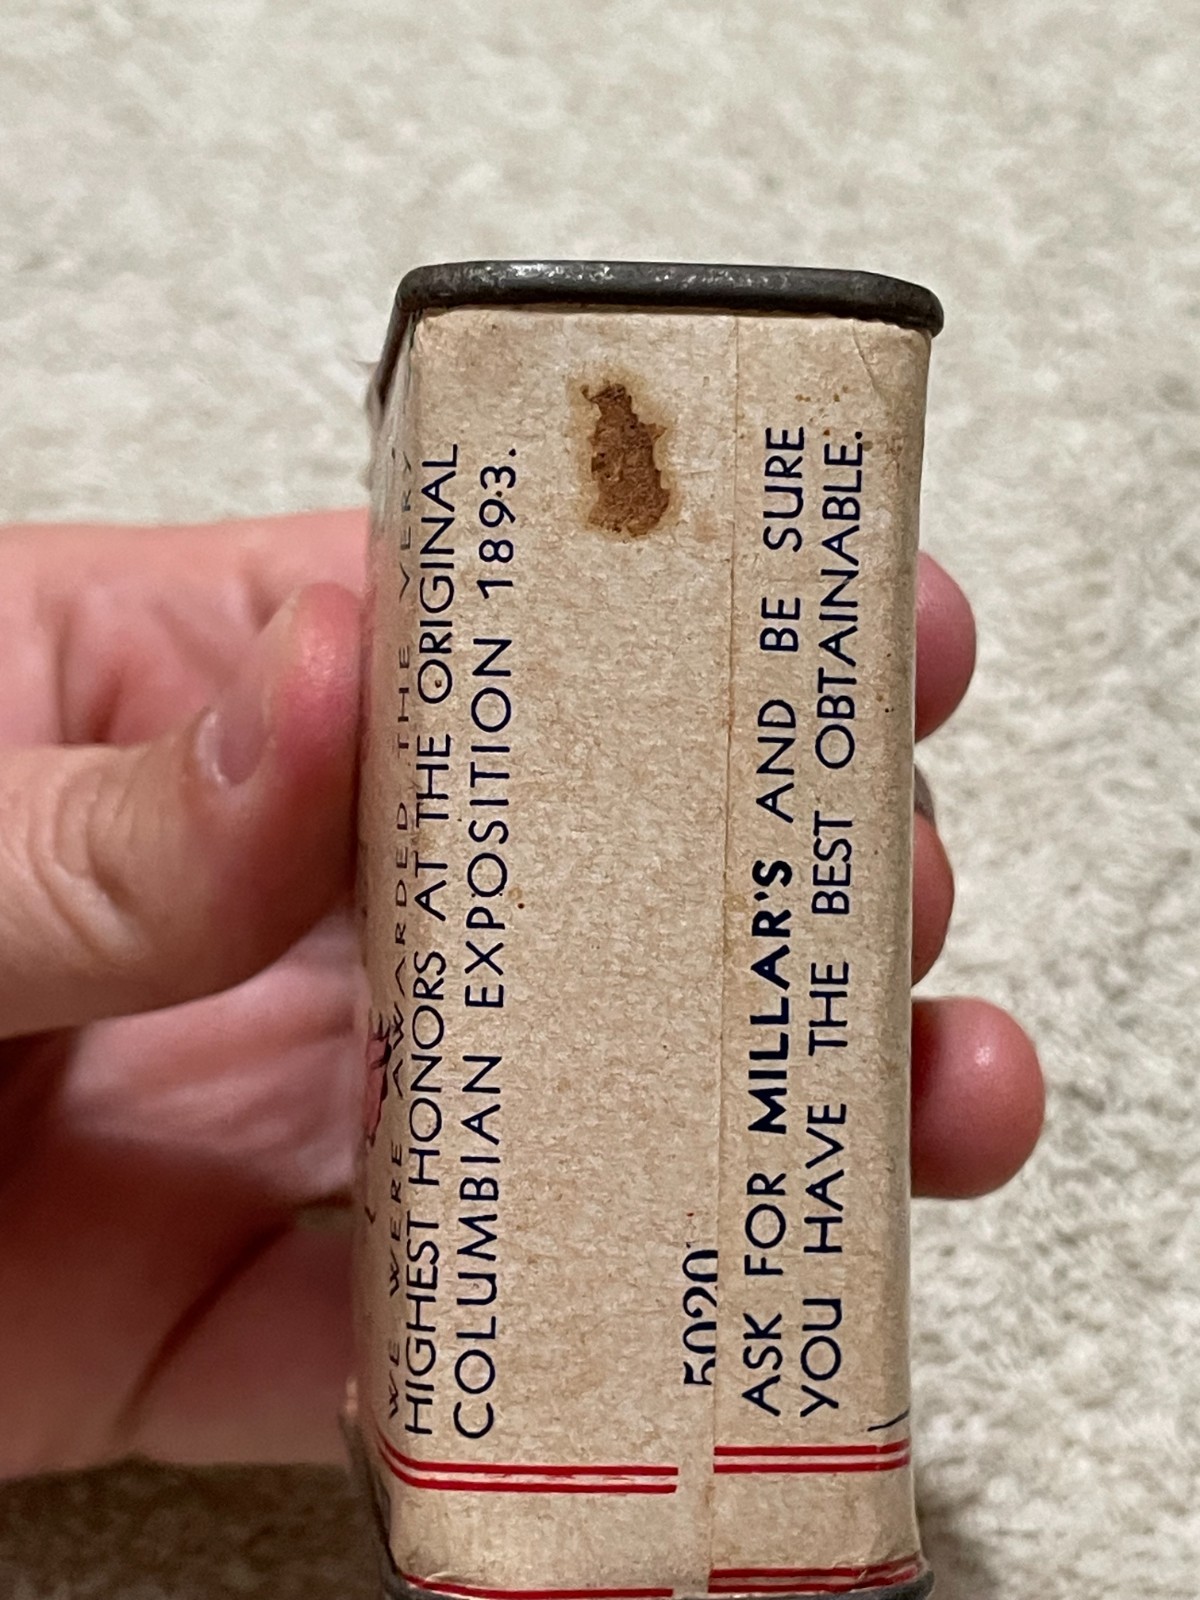 WE WERE AWARDED THE VERY
HIGHEST HONORS AT THE ORIGINAL
COLUMBIAN EXPOSITION 1893.
5020
ASK FOR MILLAR'S AND BE SURE
YOU HAVE THE BEST OBTAINABLE.